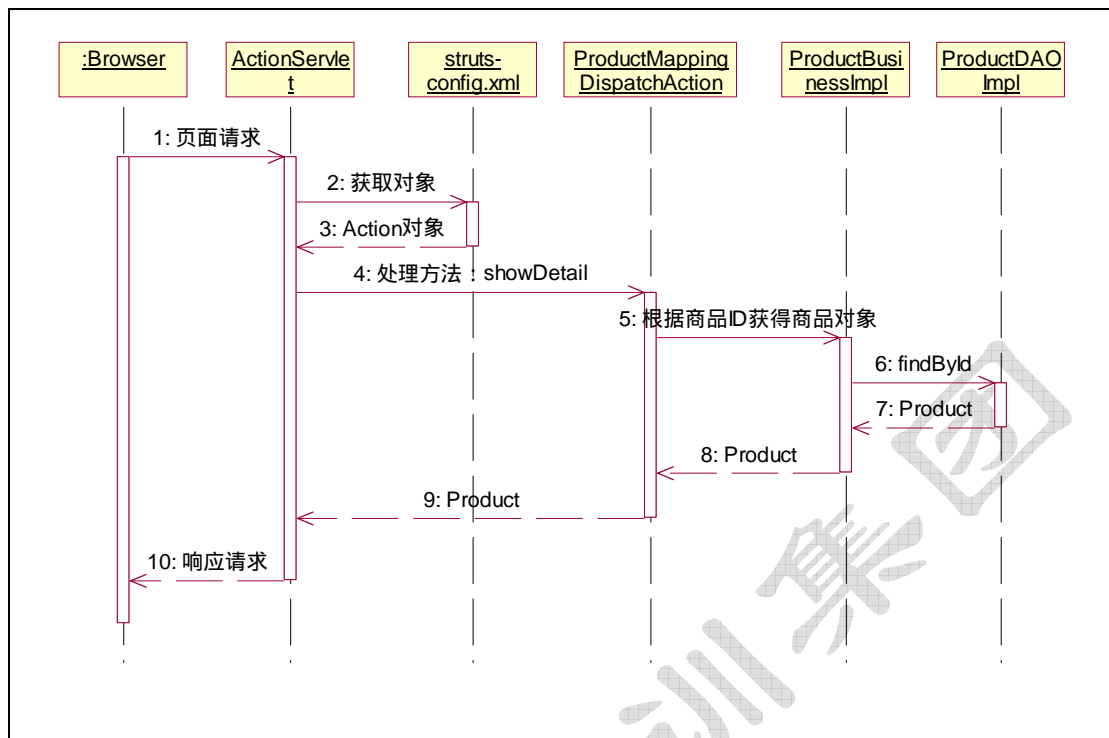 :Browser
ActionServle
t
struts-
config.xml
ProductMapping
DispatchAction
ProductBusi
nessImpl
ProductDAO
Impl
1: 页面请求
2: 获取对象
3: Action对象
4: 处理方法：showDetail
5: 根据商品ID获得商品对象
6: findById
7: Product
8: Product
9: Product
10: 响应请求
训集团